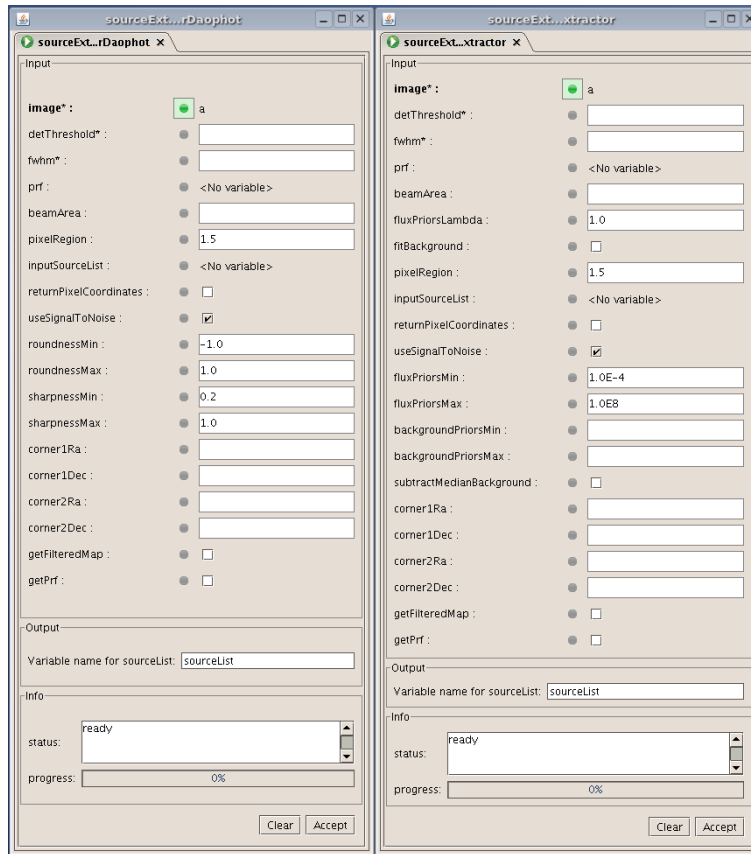 sourceExt...rDaophot
sourceExt...rDaophot ×
Input
image* : a
detThreshold* :
fwhm* :
prf : <No variable>
beamArea :
pixelRegion : 1.5
inputSourceList : <No variable>
returnPixelCoordinates :
useSignalToNoise :
roundnessMin : -1.0
roundnessMax : 1.0
sharpnessMin : 0.2
sharpnessMax : 1.0
corner1Ra :
corner1Dec :
corner2Ra :
corner2Dec :
getFilteredMap :
getPrf :
Output
Variable name for sourceList: sourceList
Info
status: ready
progress: 0%
Clear Accept
sourceExt...xtractor
sourceExt...xtractor ×
Input
image* : a
detThreshold* :
fwhm* :
prf : <No variable>
beamArea :
fluxPriorsLambda : 1.0
fitBackground :
pixelRegion : 1.5
inputSourceList : <No variable>
returnPixelCoordinates :
useSignalToNoise :
fluxPriorsMin : 1.0E-4
fluxPriorsMax : 1.0E8
backgroundPriorsMin :
backgroundPriorsMax :
subtractMedianBackground :
corner1Ra :
corner1Dec :
corner2Ra :
corner2Dec :
getFilteredMap :
getPrf :
Output
Variable name for sourceList: sourceList
Info
status: ready
progress: 0%
Clear Accept